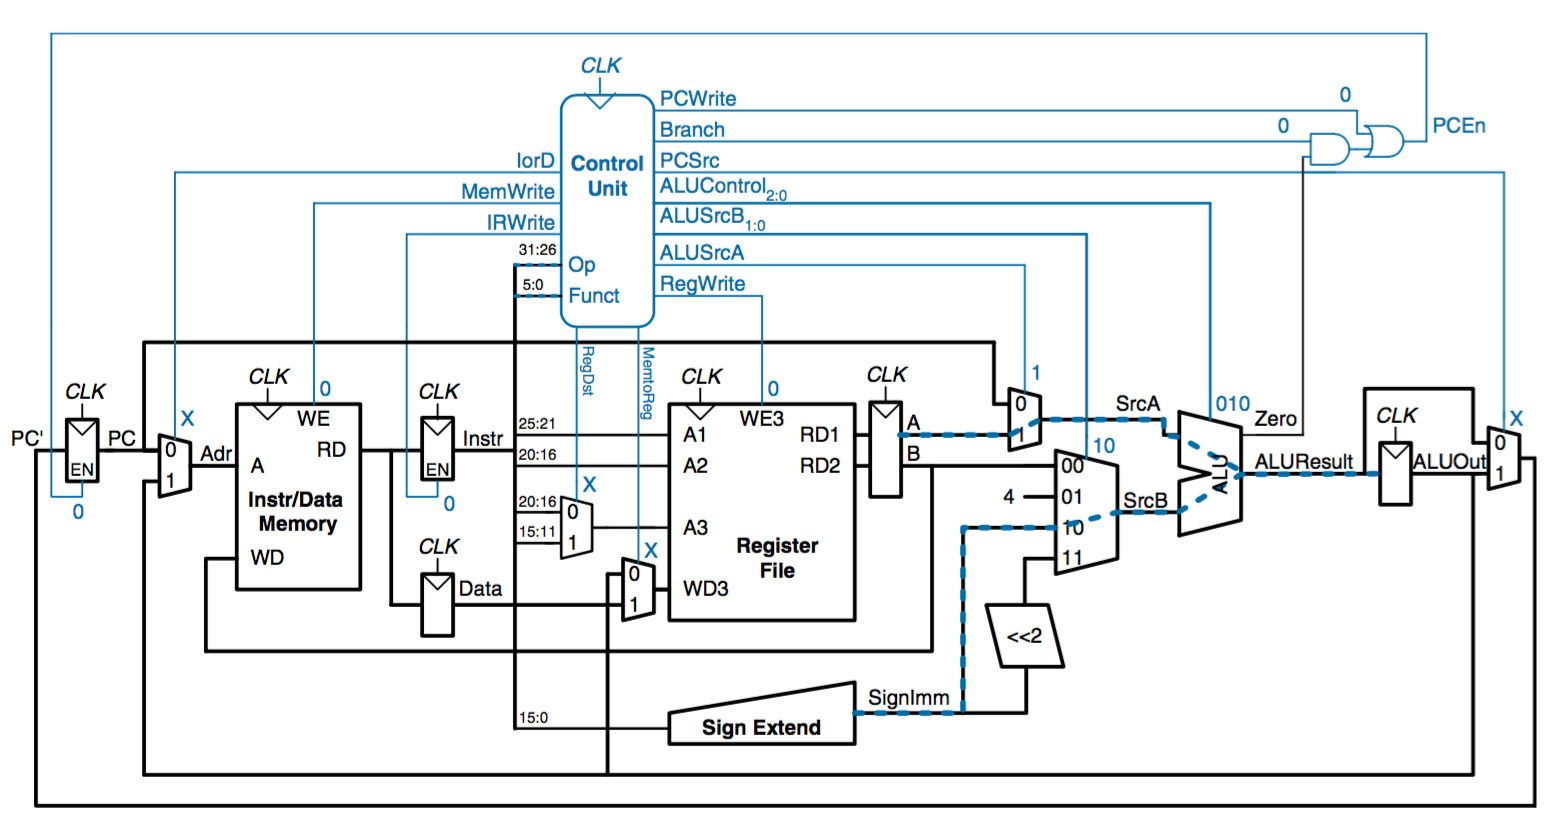 CLK
PCWrite
0
Branch
0
PCEn
IorD
Control
Unit
PCSrc
MemWrite
ALUControl2:0
IRWrite
ALUSrcB1:0
31:26
Op
ALUSrcA
5:0
Funct
RegWrite
RegDst
MemtoReg
CLK
CLK
0
CLK
CLK
0
CLK
1
PC'
PC
EN
0
X
0
1
Adr
WE
RD
A
Instr/Data
Memory
WD
EN
0
Instr
25:21
20:16
20:16
15:11
X
0
1
A1
A2
A3
WD3
WE3
RD1
RD2
Register
File
A
B
0
1
SrcA
10
00
4
01
10
11
SrcB
010
Zero
ALU
ALUResult
CLK
ALUOut
X
0
1
CLK
Data
X
0
1
<<2
SignImm
15:0
Sign Extend